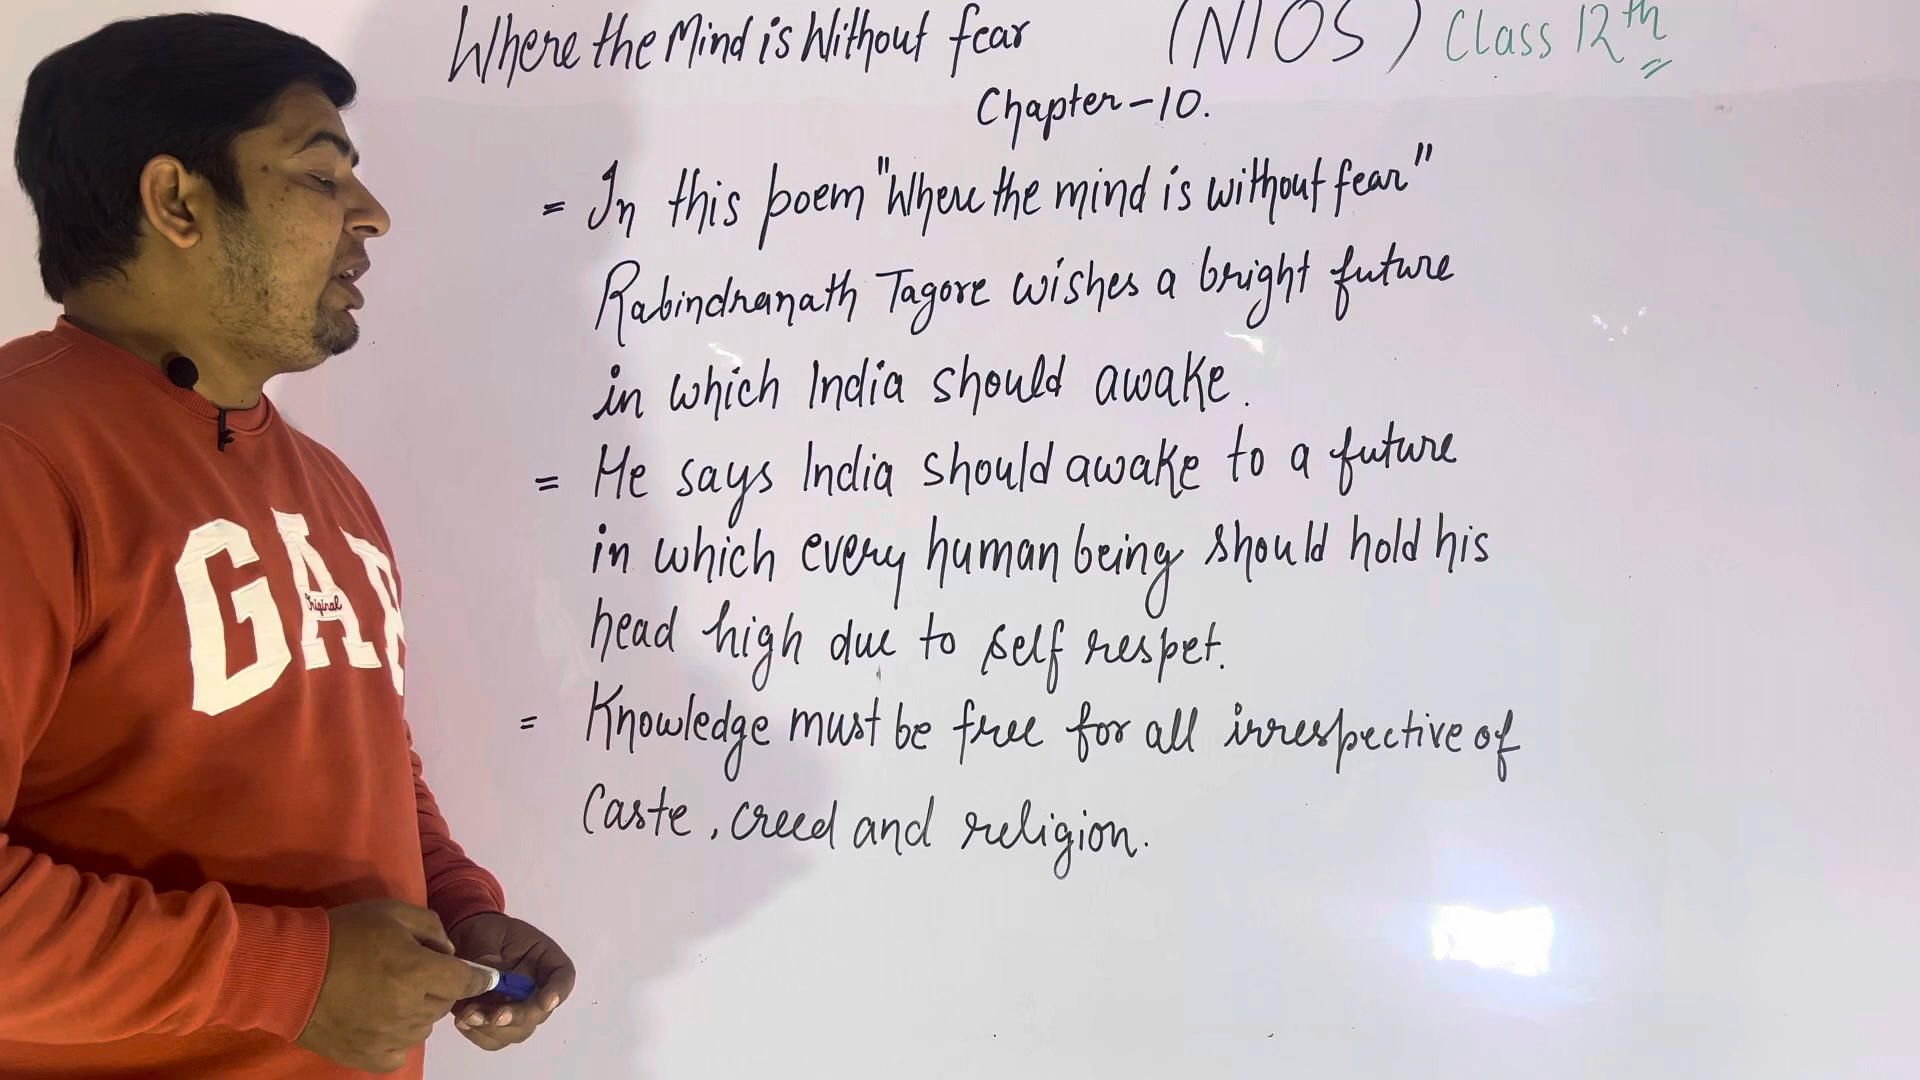 Where the Mind is Without fear (NIOS) Class 12th
Chapter-10.
= In this poem "Where the mind is without fear"
Rabindranath Tagore wishes a bright future
in which India should awake.
= He says India should awake to a future
in which every human being should hold his
head high due to self respet.
= Knowledge must be free for all irrespective of
Caste, creed and religion.
GAP
Original